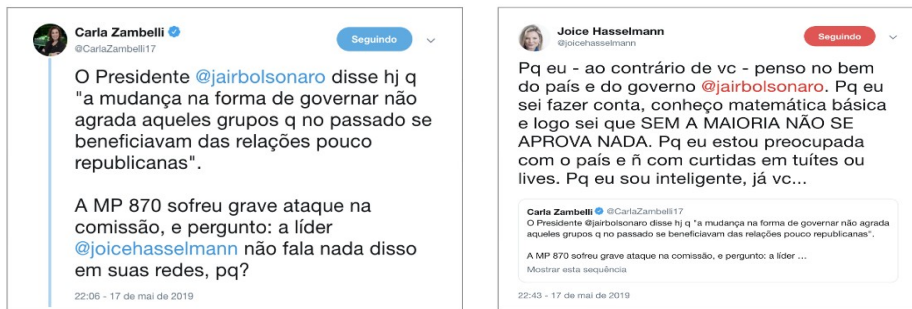 Carla Zambelli
@CarlaZambelli17
Seguindo
O Presidente @jairbolsonaro disse hj q
"a mudança na forma de governar não
agrada aqueles grupos q no passado se
beneficiavam das relações pouco
republicanas".
A MP 870 sofreu grave ataque na
comissão, e pergunto: a líder
@joicehasselmann não fala nada disso
em suas redes, pq?
22:06 - 17 de mai de 2019
Joice Hasselmann
@joicehasselmann
Seguindo
Pq eu - ao contrário de vc - penso no bem
do país e do governo @jairbolsonaro. Pq eu
sei fazer conta, conheço matemática básica
e logo sei que SEM A MAIORIA NÃO SE
APROVA NADA. Pq eu estou preocupada
com o país e ñ com curtidas em tuítes ou
lives. Pq eu sou inteligente, já vc...
Carla Zambelli @CarlaZambelli17
O Presidente @jairbolsonaro disse hj q "a mudança na forma de governar não agrada
aqueles grupos q no passado se beneficiavam das relações pouco republicanas".
A MP 870 sofreu grave ataque na comissão, e pergunto: a líder ...
Mostrar esta sequência
22:43 - 17 de mai de 2019